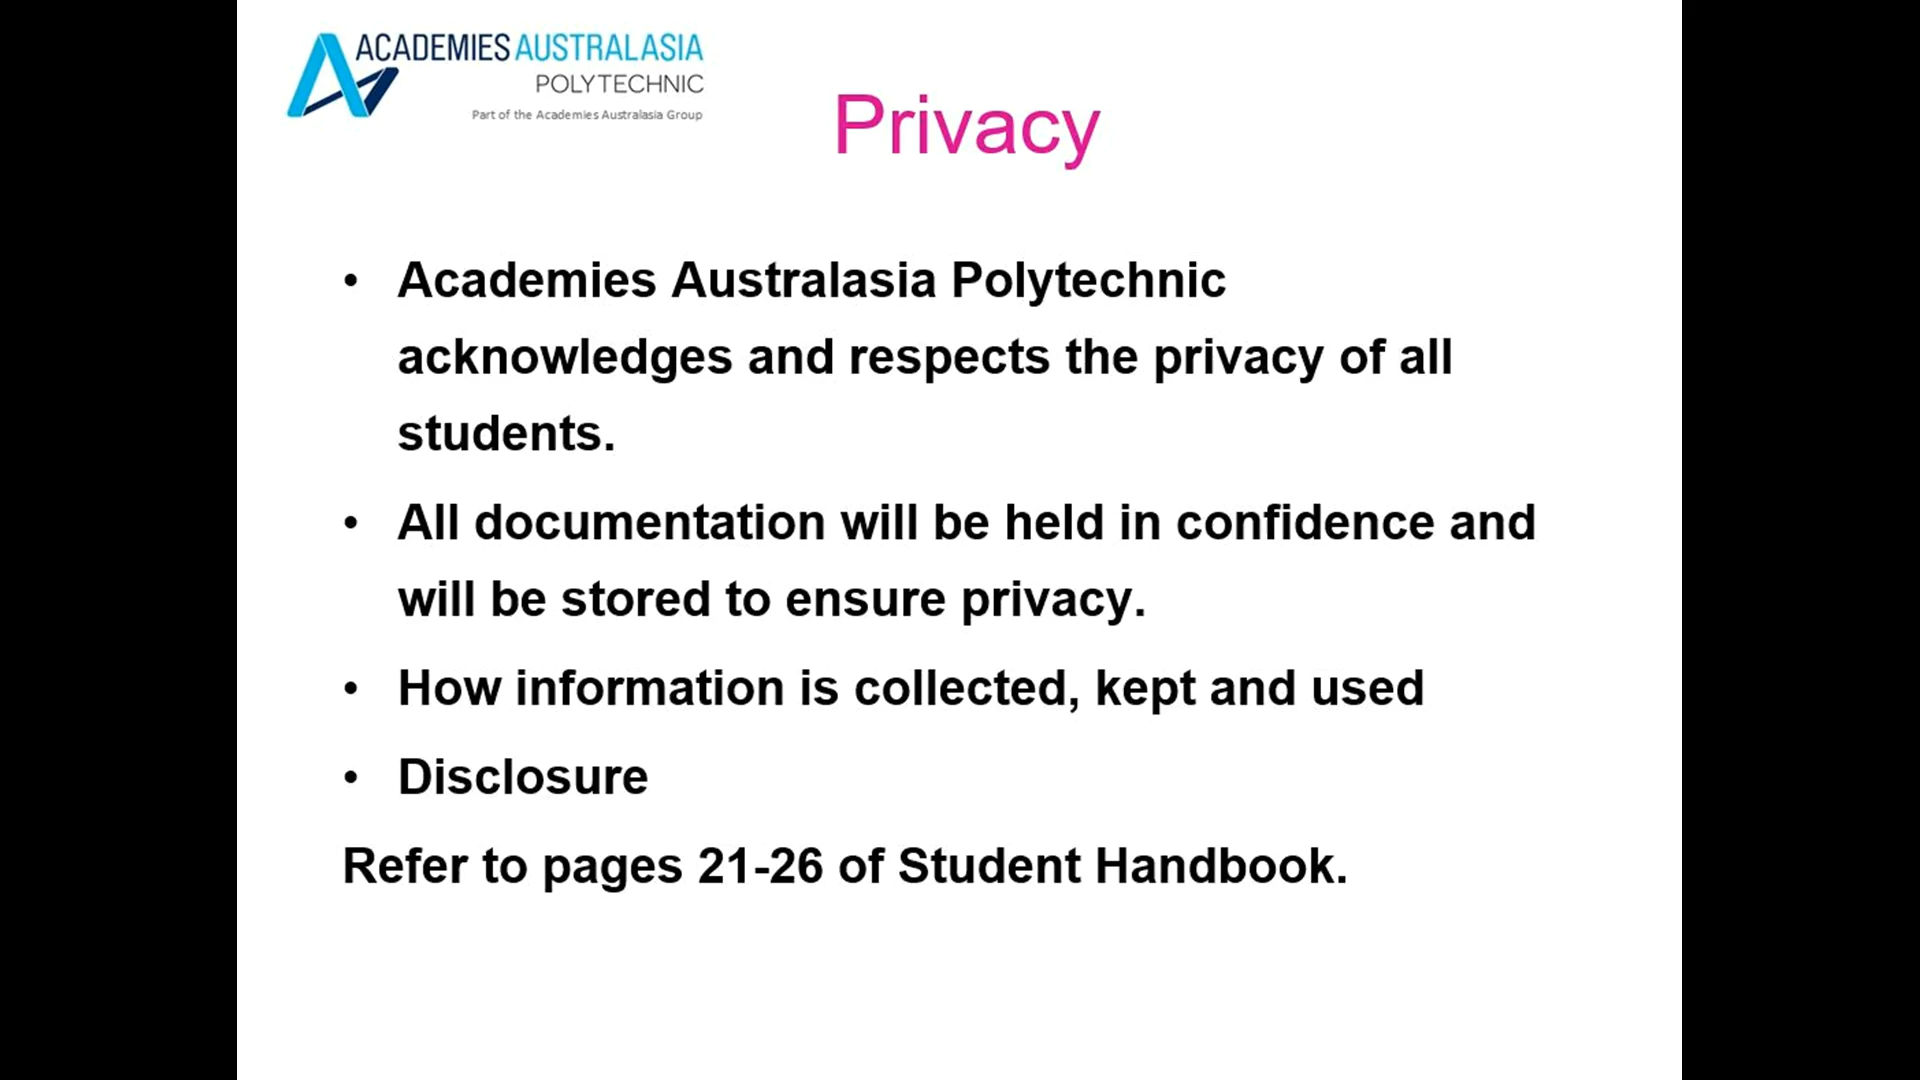 ACADEMIES AUSTRALASIA
POLYTECHNIC
Part of the Academies Australasia Group
Privacy
• Academies Australasia Polytechnic
acknowledges and respects the privacy of all
students.
• All documentation will be held in confidence and
will be stored to ensure privacy.
• How information is collected, kept and used
• Disclosure
Refer to pages 21-26 of Student Handbook.